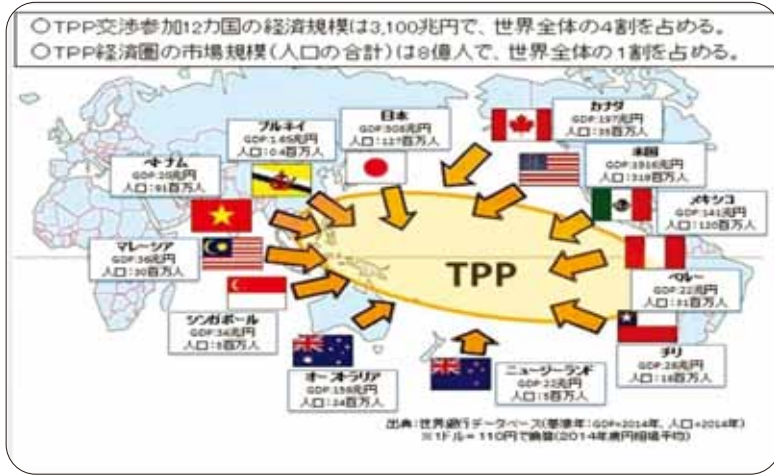 ○TPP交渉参加12カ国の経済規模は3,100兆円で、世界全体の4割を占める。
○TPP経済圏の市場規模(人口の合計)は8億人で、世界全体の1割を占める。
日本
GDP:508兆円
人口:127百万人
カナダ
GDP:197兆円
人口:35百万人
ブルネイ
GDP:1.65兆円
人口:0.4百万人
米国
GDP:1916兆円
人口:319百万人
ベトナム
GDP:20兆円
人口:91百万人
メキシコ
GDP:141兆円
人口:120百万人
マレーシア
GDP:36兆円
人口:30百万人
TPP
ペルー
GDP:22兆円
人口:31百万人
シンガポール
GDP:34兆円
人口:5百万人
チリ
GDP:28兆円
人口:18百万人
オーストラリア
GDP:159兆円
人口:24百万人
ニュージーランド
GDP:22兆円
人口:5百万人
出典:世界銀行データベース(基準年:GDP=2014年、人口=2014年)
※1ドル=110円で換算(2014年歳円相場平均)